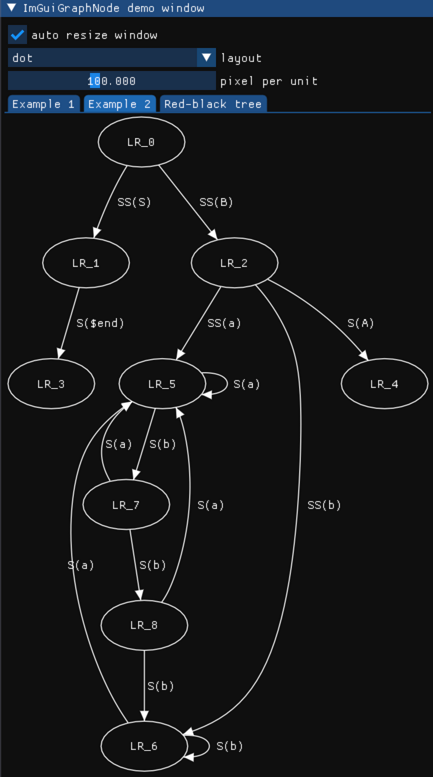 ImGuiGraphNode demo window
auto resize window
dot layout
100.000 pixel per unit
Example 1 Example 2 Red-black tree
LR_0
SS(S) SS(B)
LR_1 LR_2
S($end) SS(a) S(A)
LR_3 LR_5 S(a) LR_4
S(a) S(b)
LR_7 S(a) SS(b)
S(a) S(b)
LR_8
S(b)
LR_6 S(b)